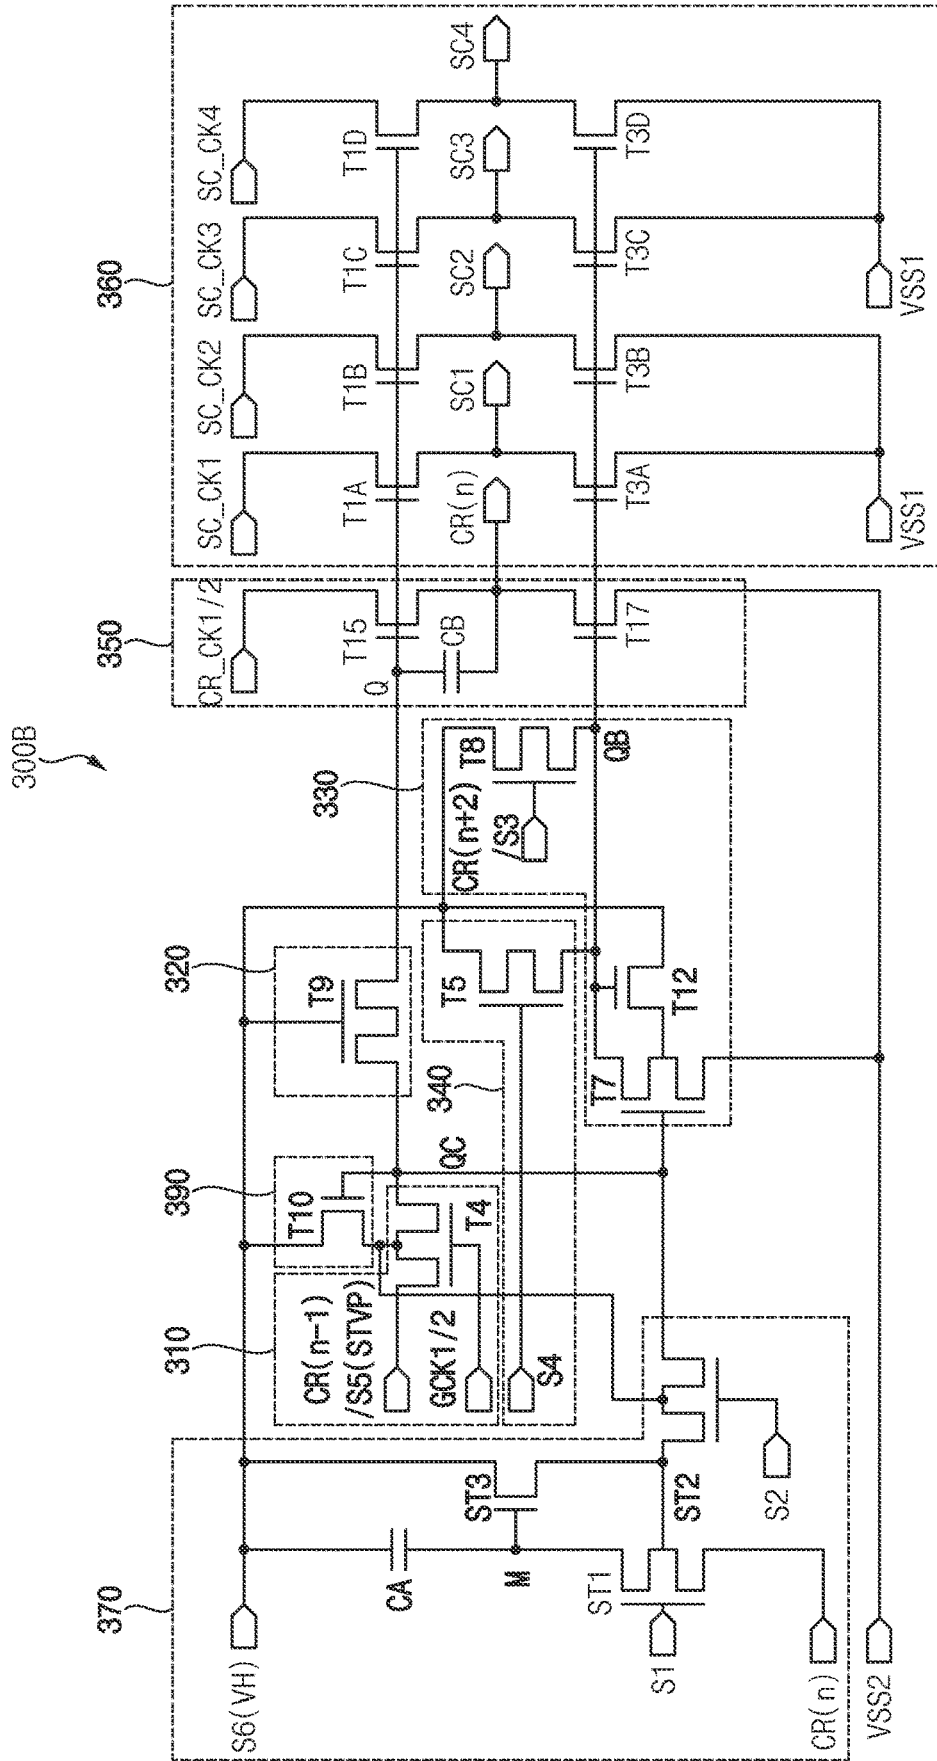 300B
370
310
390
320
340
330
350
360
S6(VH)
CA
M
ST3
ST1
S1
ST2
S2
CR(n)
VSS2
CR(n-1)
/S5(STVP)
GCK1/2
T10
T4
QC
S4
T9
T5
T7
T12
CR(n+2)
/S3
T8
QB
Q
CR_CK1/2
T15
CB
T17
CR(n)
SC_CK1
T1A
SC1
T3A
VSS1
SC_CK2
T1B
SC2
T3B
SC_CK3
T1C
SC3
T3C
VSS1
SC_CK4
T1D
SC4
T3D